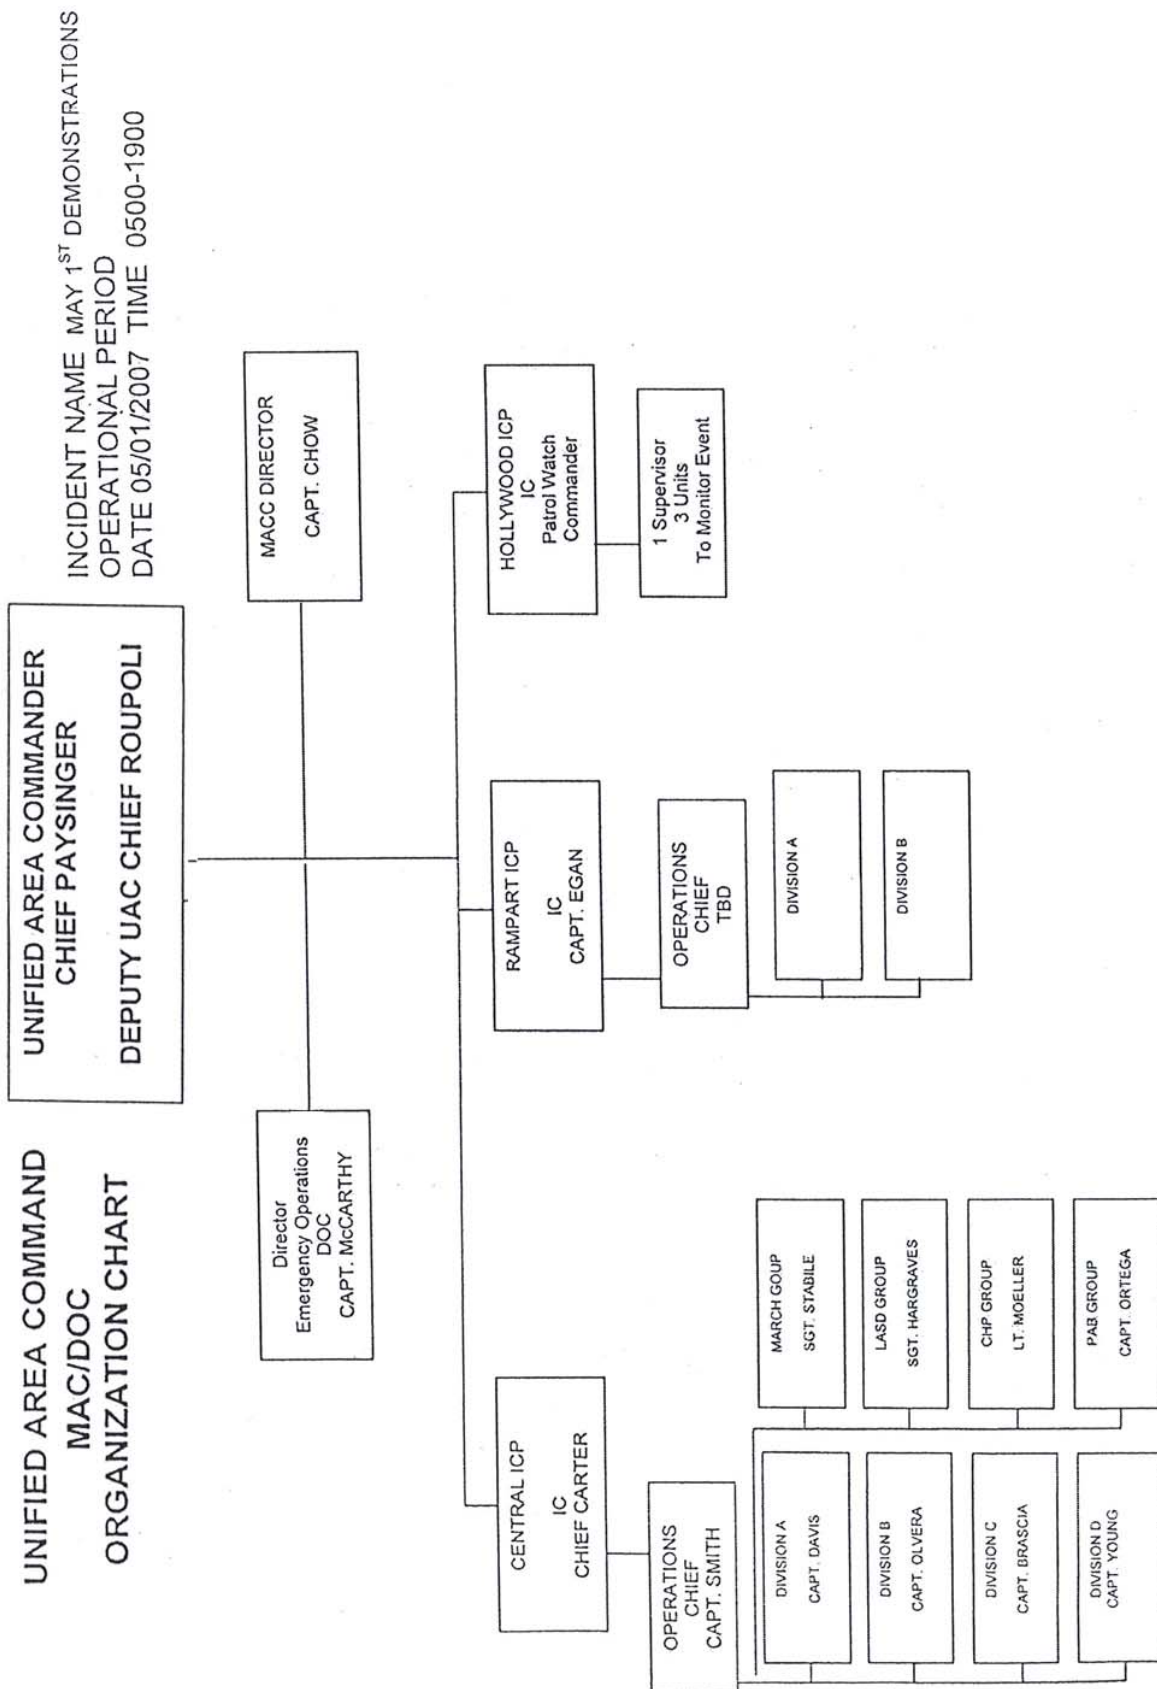 UNIFIED AREA COMMAND
MAC/DOC
ORGANIZATION CHART
UNIFIED AREA COMMANDER
CHIEF PAYSINGER
DEPUTY UAC CHIEF ROUPOLI
INCIDENT NAME MAY 1ST DEMONSTRATIONS
OPERATIONAL PERIOD
DATE 05/01/2007 TIME 0500-1900
Director
Emergency Operations
DOC
CAPT. McCARTHY
MACC DIRECTOR
CAPT. CHOW
CENTRAL ICP
IC
CHIEF CARTER
OPERATIONS
CHIEF
CAPT. SMITH
DIVISION A
CAPT. DAVIS
DIVISION B
CAPT. OLVERA
DIVISION C
CAPT. BRASCIA
DIVISION D
CAPT. YOUNG
MARCH GOUP
SGT. STABILE
LASD GROUP
SGT. HARGRAVES
CHP GROUP
LT. MOELLER
PAB GROUP
CAPT. ORTEGA
RAMPART ICP
IC
CAPT. EGAN
OPERATIONS
CHIEF
TBD
DIVISION A
DIVISION B
HOLLYWOOD ICP
IC
Patrol Watch
Commander
1 Supervisor
3 Units
To Monitor Event